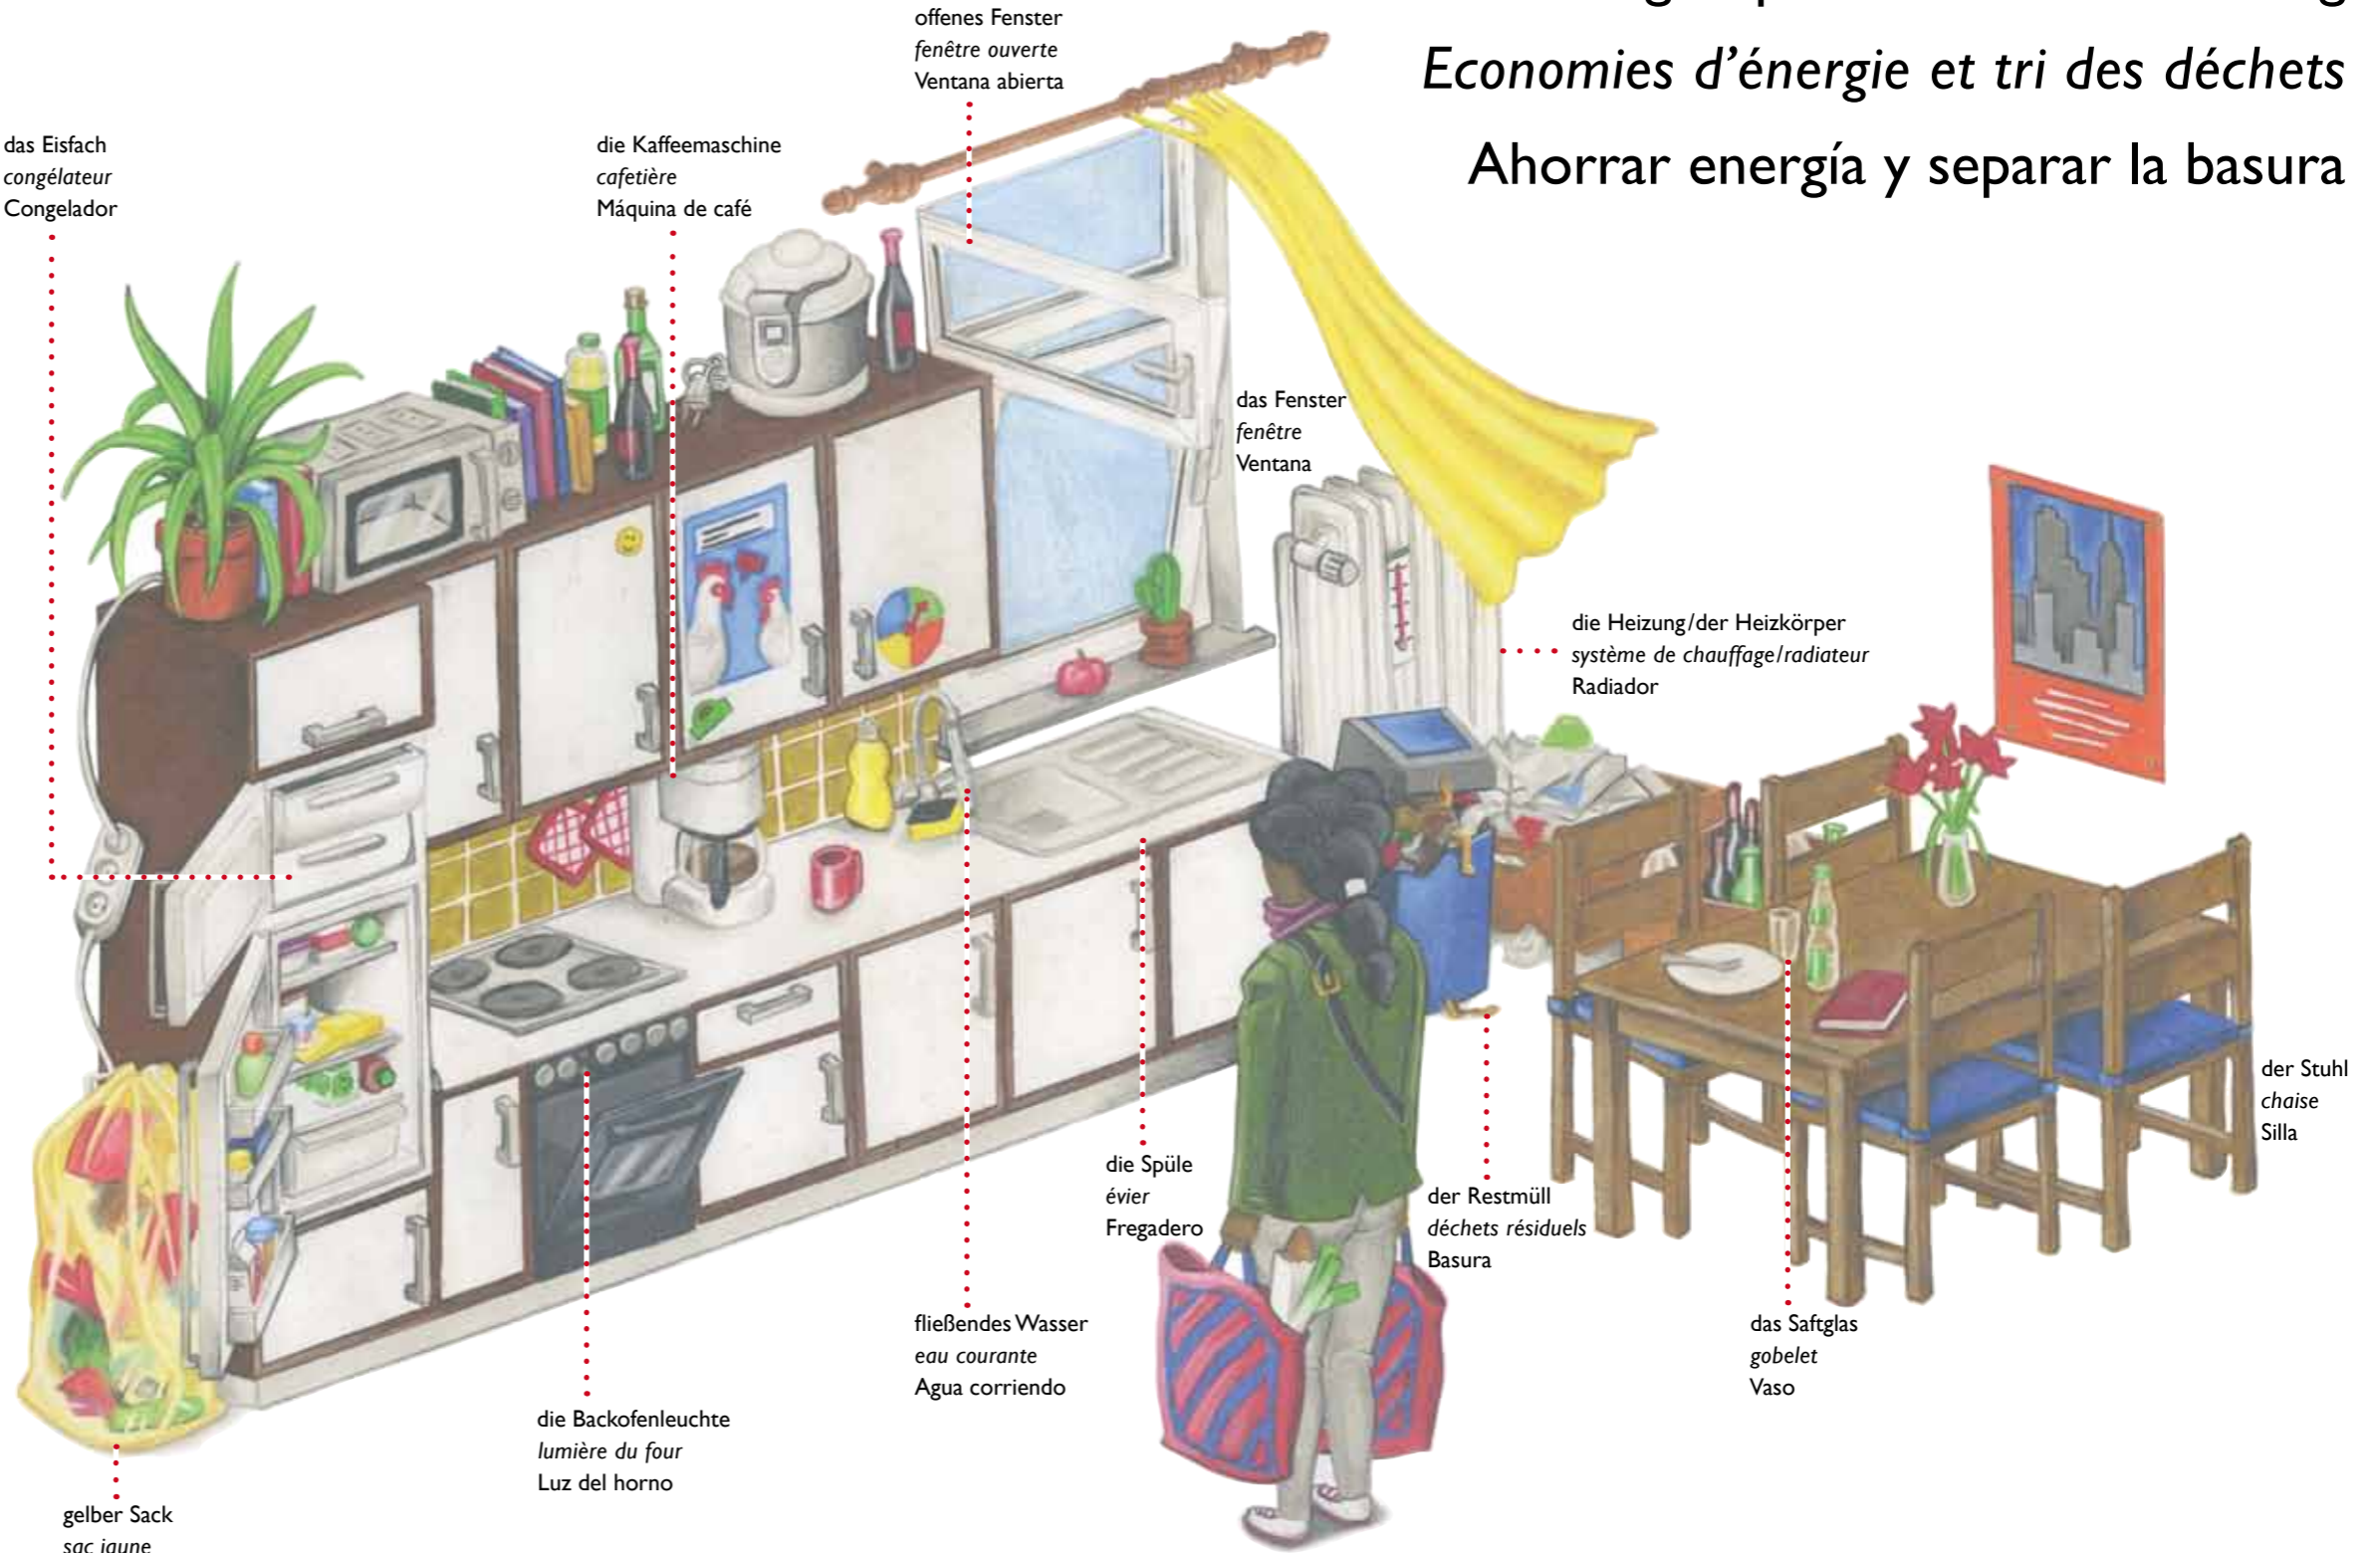 Economies d’énergie et tri des déchets
Ahorrar energía y separar la basura
offenes Fenster
fenêtre ouverte
Ventana abierta
das Eisfach
congélateur
Congelador
die Kaffeemaschine
cafetière
Máquina de café
das Fenster
fenêtre
Ventana
die Heizung/der Heizkörper
système de chauffage/radiateur
Radiador
der Stuhl
chaise
Silla
die Spüle
évier
Fregadero
der Restmüll
déchets résiduels
Basura
fließendes Wasser
eau courante
Agua corriendo
das Saftglas
gobelet
Vaso
die Backofenleuchte
lumière du four
Luz del horno
gelber Sack
sac jaune